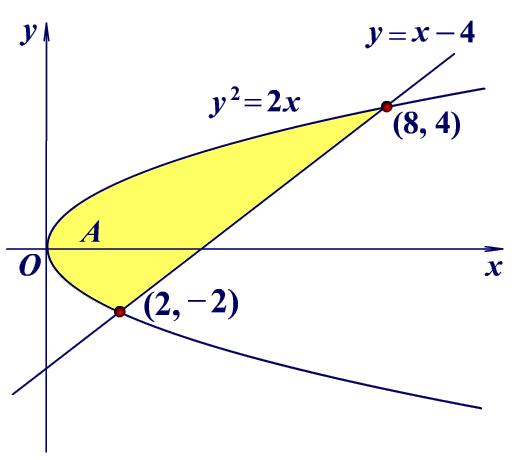 y
y = x − 4
y² = 2x
(8, 4)
A
O
x
(2, −2)